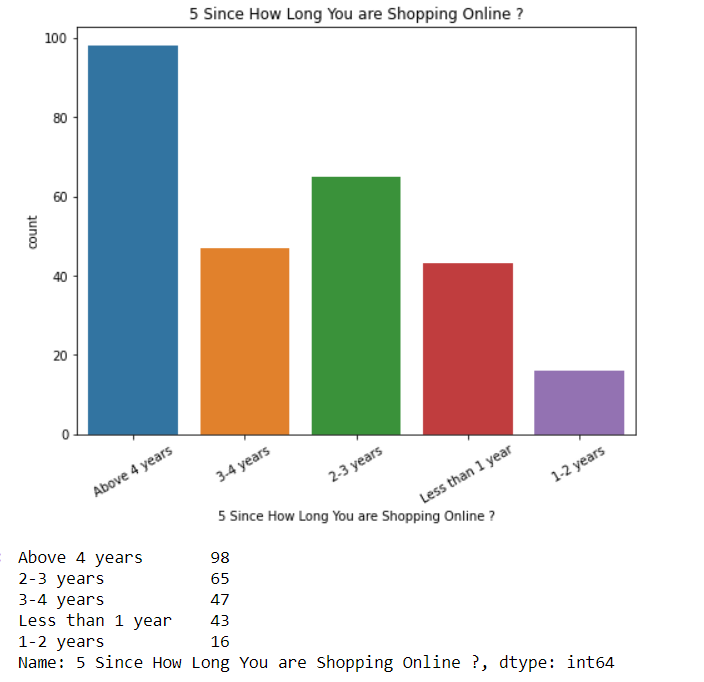 5 Since How Long You are Shopping Online ?
100
80
60
40
20
0
count
Above 4 years
3-4 years
2-3 years
Less than 1 year
1-2 years
5 Since How Long You are Shopping Online ?
Above 4 years 98
2-3 years 65
3-4 years 47
Less than 1 year 43
1-2 years 16
Name: 5 Since How Long You are Shopping Online ?, dtype: int64